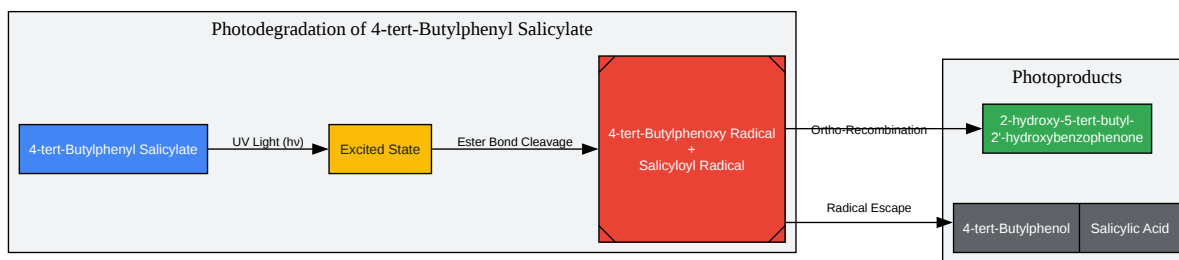 Photodegradation of 4-tert-Butylphenyl Salicylate
4-tert-Butylphenyl Salicylate
UV Light (hν)
Excited State
Ester Bond Cleavage
4-tert-Butylphenoxy Radical
+
Salicyloyl Radical
Ortho-Recombination
Radical Escape
Photoproducts
2-hydroxy-5-tert-butyl-
2'-hydroxybenzophenone
4-tert-Butylphenol
Salicylic Acid